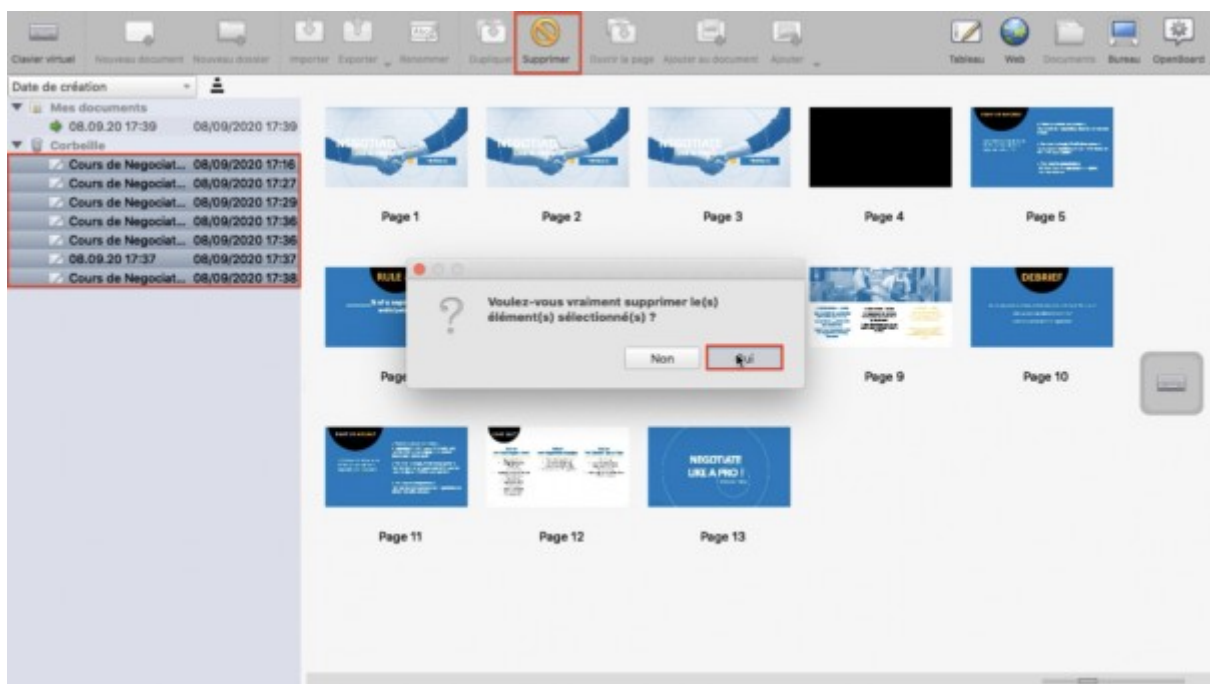 Clavier virtuel
Nouveau document
Nouveau dossier
Importer
Exporter
Renommer
Dupliquer
Supprimer
Ouvrir la page
Ajouter au document
Ajouter
Tableau
Web
Documents
Bureau
OpenBoard
Date de création
Mes documents
08.09.20 17:39 08/09/2020 17:39
Corbeille
Cours de Negociat... 08/09/2020 17:16
Cours de Negociat... 08/09/2020 17:27
Cours de Negociat... 08/09/2020 17:29
Cours de Negociat... 08/09/2020 17:36
Cours de Negociat... 08/09/2020 17:36
08.09.20 17:37 08/09/2020 17:37
Cours de Negociat... 08/09/2020 17:38
NEGOTIATE
Page 1
Page 2
NEGOTIATE
Page 3
Page 4
Page 5
RULE
Voulez-vous vraiment supprimer le(s)
élément(s) sélectionné(s) ?
Non
Oui
DEBRIEF
Page
Page 9
Page 10
NEGOTIATE
LIKE A PRO !
Page 11
Page 12
Page 13